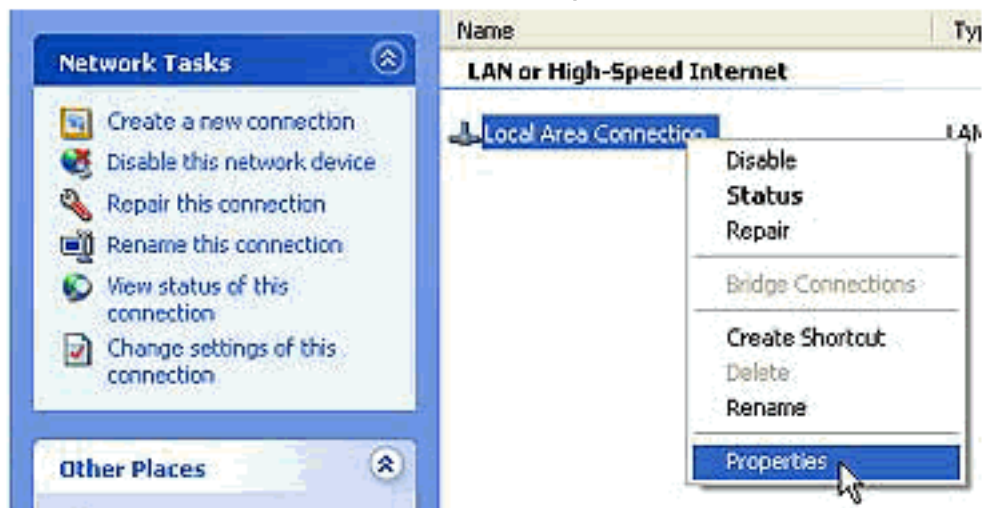 Network Tasks
Create a new connection
Disable this network device
Repair this connection
Rename this connection
View status of this
connection
Change settings of this
connection
Other Places
Name
LAN or High-Speed Internet
Local Area Connection
Disable
Status
Repair
Bridge Connections
Create Shortcut
Delete
Rename
Properties